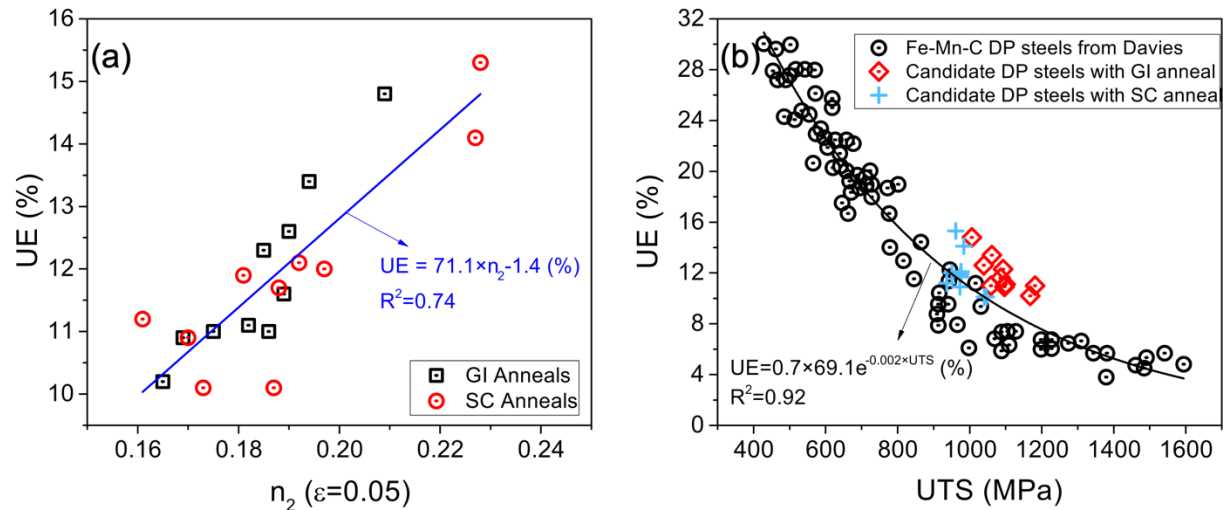 (a)
16
15
14
13
12
11
10
UE (%)
UE = 71.1×n₂-1.4 (%)
R²=0.74
GI Anneals
SC Anneals
0.16 0.18 0.20 0.22 0.24
n₂ (ε=0.05)
(b)
Fe-Mn-C DP steels from Davies
Candidate DP steels with GI anneal
Candidate DP steels with SC anneal
32
28
24
20
16
12
8
4
0
UE (%)
UE=0.7×69.1e^-0.002×UTS (%)
R²=0.92
400 600 800 1000 1200 1400 1600
UTS (MPa)